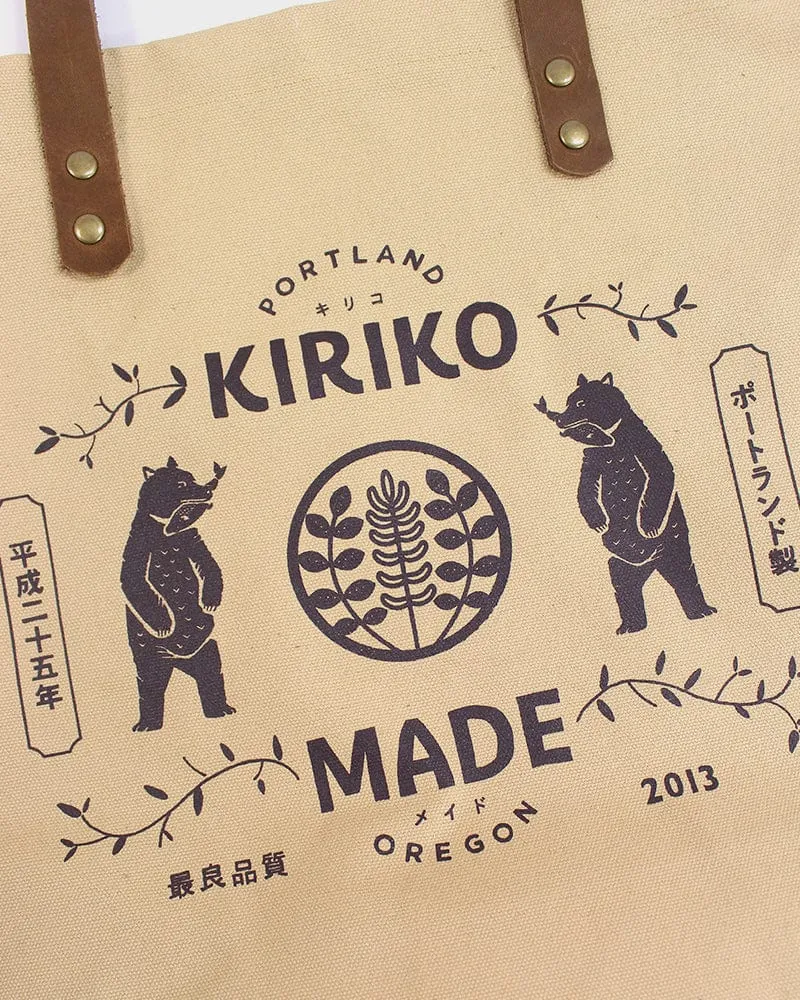 PORTLAND
キリコ
KIRIKO
平成二十五年
ポートランド製
MADE
メイド
OREGON
2013
最良品質